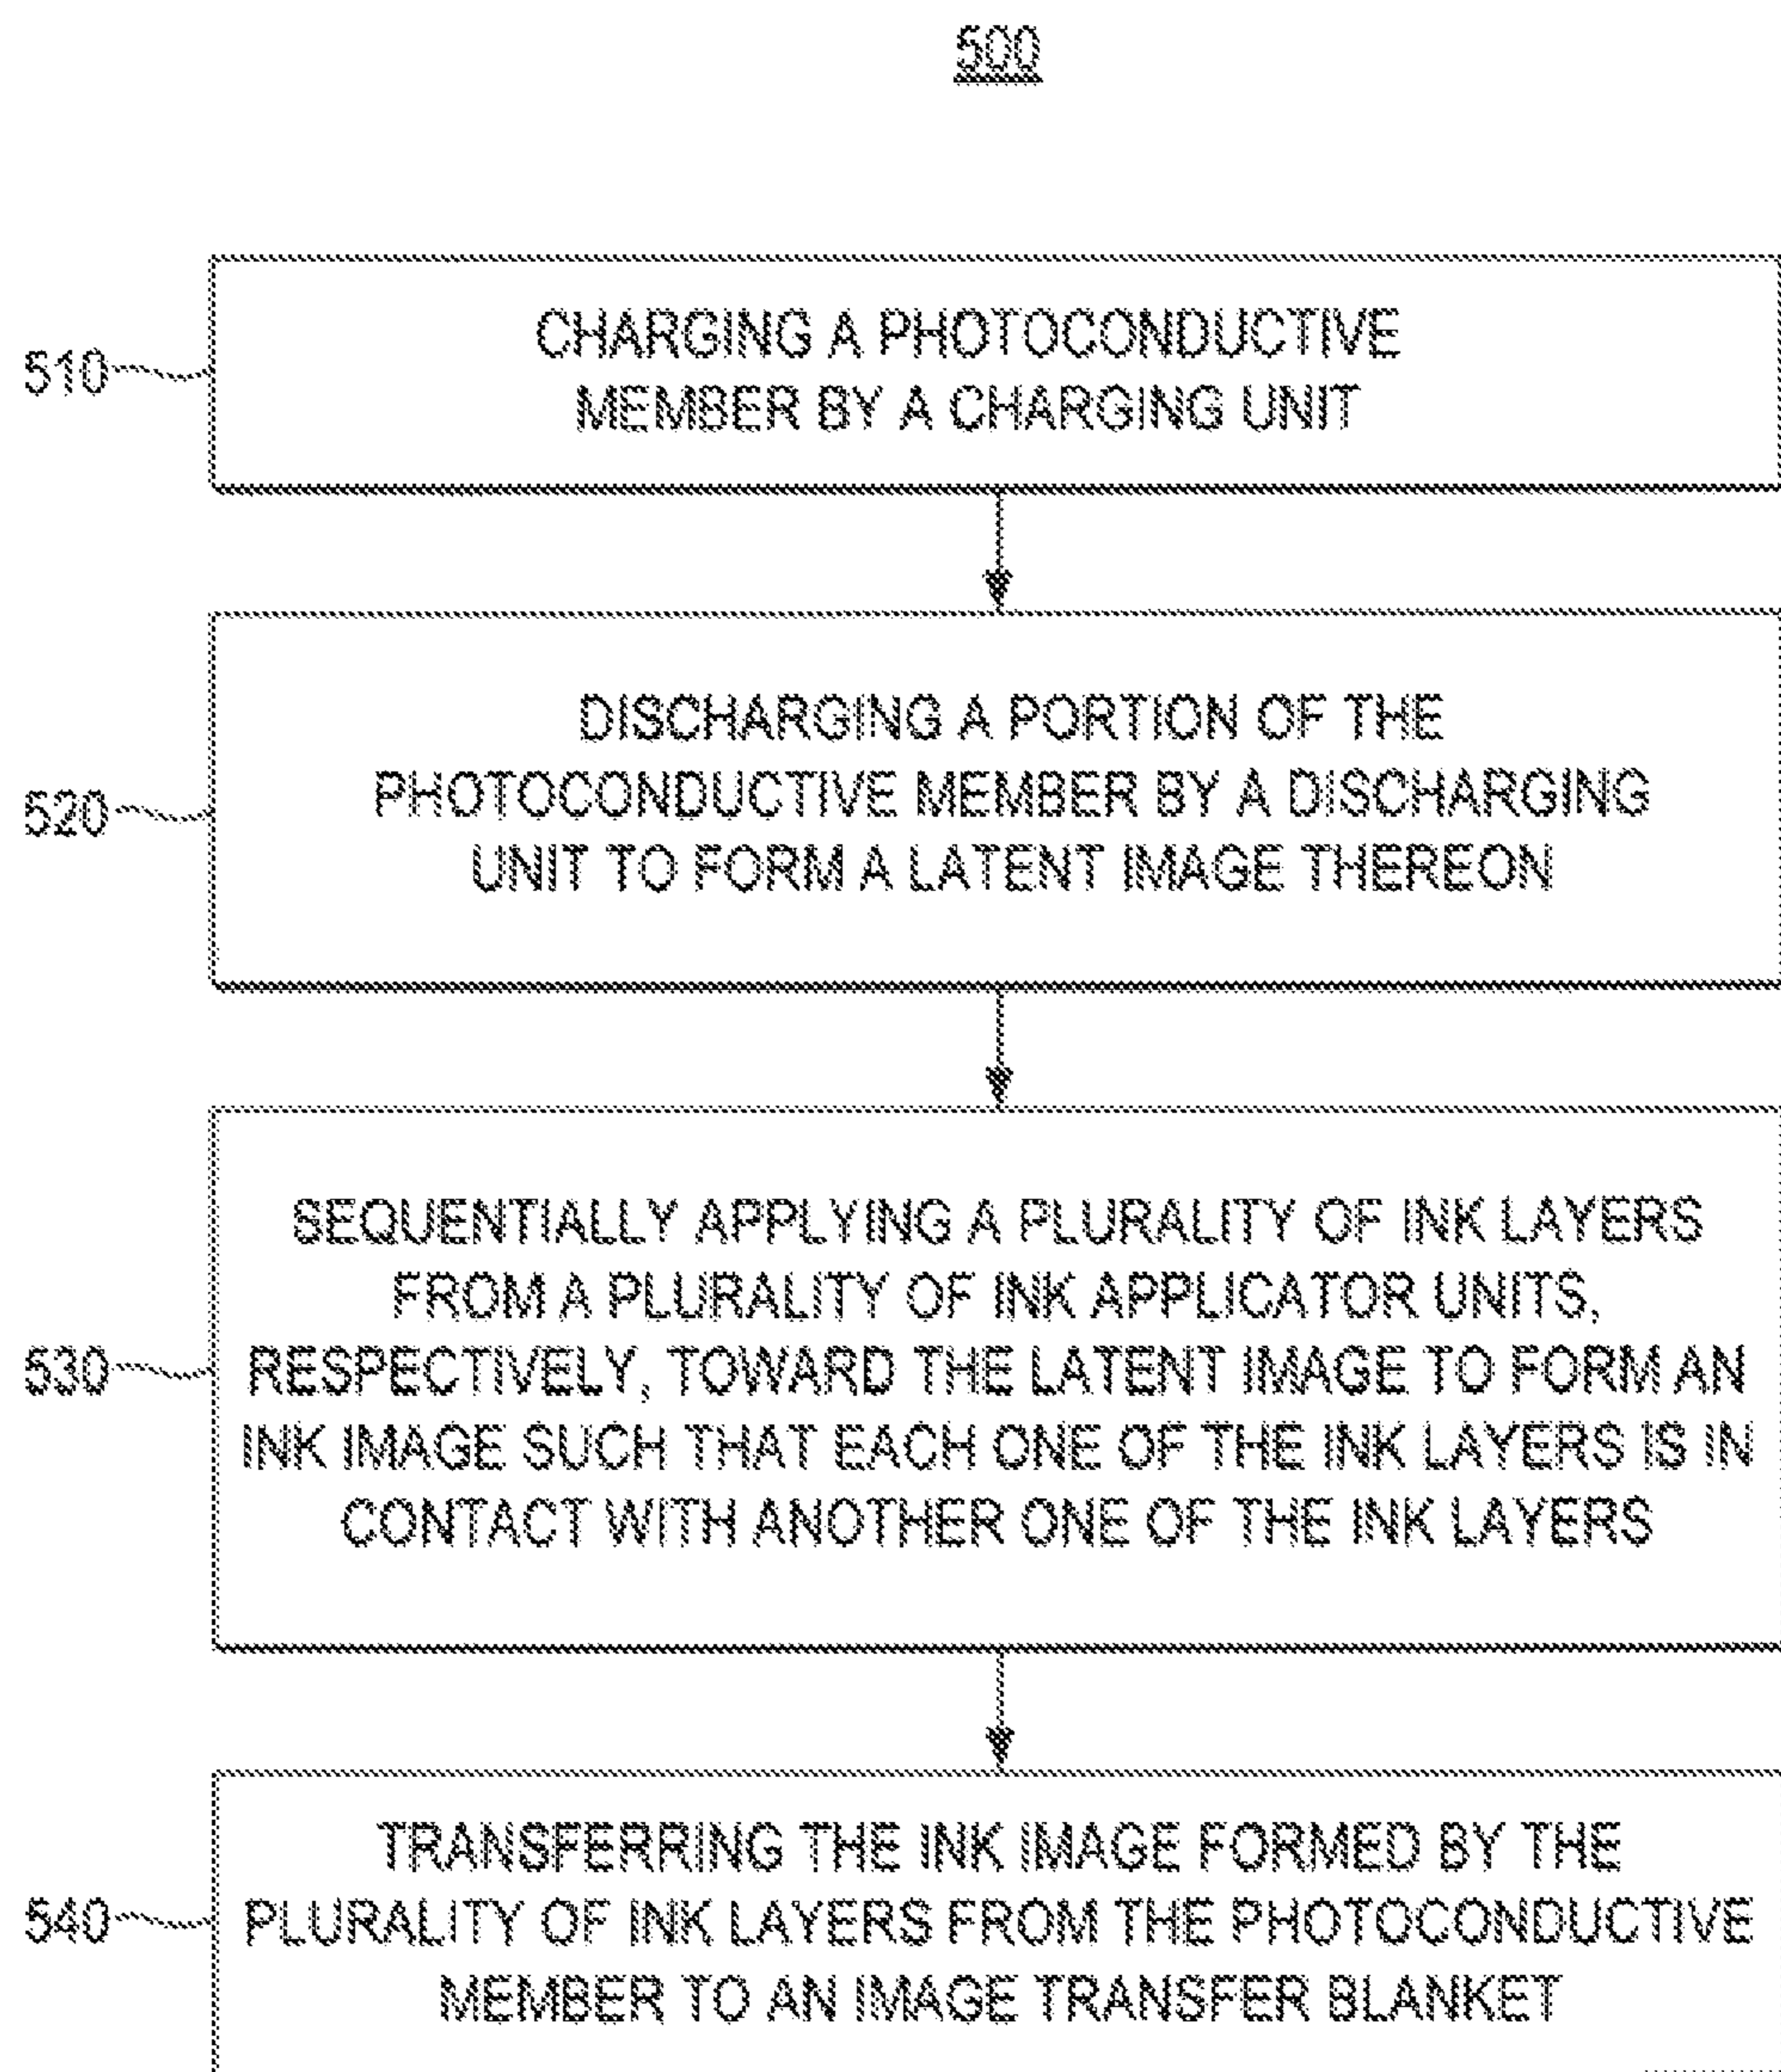 500
510
CHARGING A PHOTOCONDUCTIVE
MEMBER BY A CHARGING UNIT
520
DISCHARGING A PORTION OF THE
PHOTOCONDUCTIVE MEMBER BY A DISCHARGING
UNIT TO FORM A LATENT IMAGE THEREON
530
SEQUENTIALLY APPLYING A PLURALITY OF INK LAYERS
FROM A PLURALITY OF INK APPLICATOR UNITS,
RESPECTIVELY, TOWARD THE LATENT IMAGE TO FORM AN
INK IMAGE SUCH THAT EACH ONE OF THE INK LAYERS IS IN
CONTACT WITH ANOTHER ONE OF THE INK LAYERS
540
TRANSFERRING THE INK IMAGE FORMED BY THE
PLURALITY OF INK LAYERS FROM THE PHOTOCONDUCTIVE
MEMBER TO AN IMAGE TRANSFER BLANKET